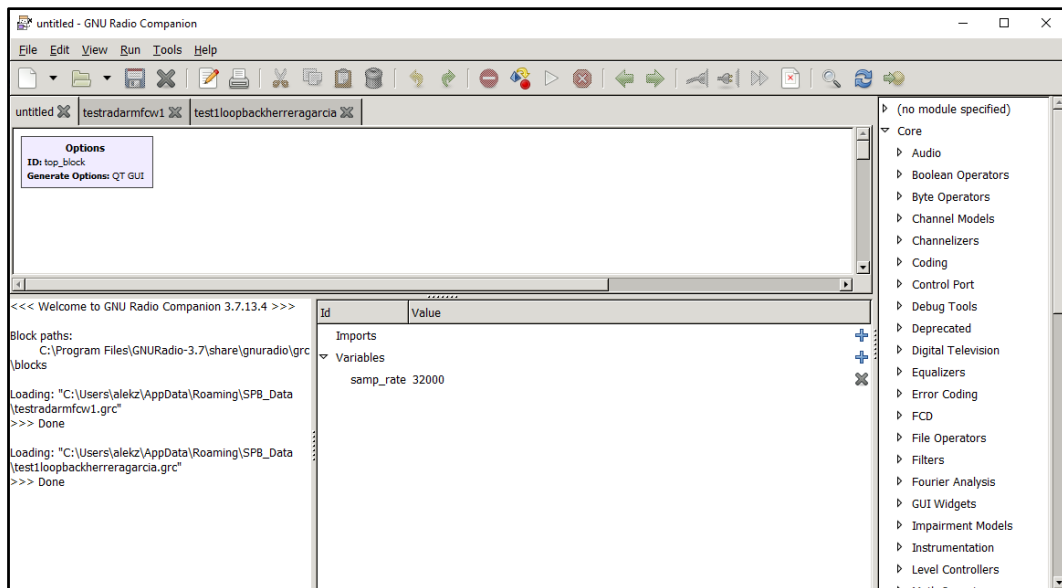 untitled - GNU Radio Companion
File Edit View Run Tools Help
untitled testradarmfcw1 test1loopbackherreragarcia
Options
ID: top_block
Generate Options: QT GUI
<<< Welcome to GNU Radio Companion 3.7.13.4 >>>
Block paths:
C:\Program Files\GNURadio-3.7\share\gnuradio\grc
\blocks
Loading: "C:\Users\alekz\AppData\Roaming\SPB_Data
\testradarmfcw1.grc"
>>> Done
Loading: "C:\Users\alekz\AppData\Roaming\SPB_Data
\test1loopbackherreragarcia.grc"
>>> Done
Id Value
Imports
Variables
samp_rate 32000
(no module specified)
Core
Audio
Boolean Operators
Byte Operators
Channel Models
Channelizers
Coding
Control Port
Debug Tools
Deprecated
Digital Television
Equalizers
Error Coding
FCD
File Operators
Filters
Fourier Analysis
GUI Widgets
Impairment Models
Instrumentation
Level Controllers